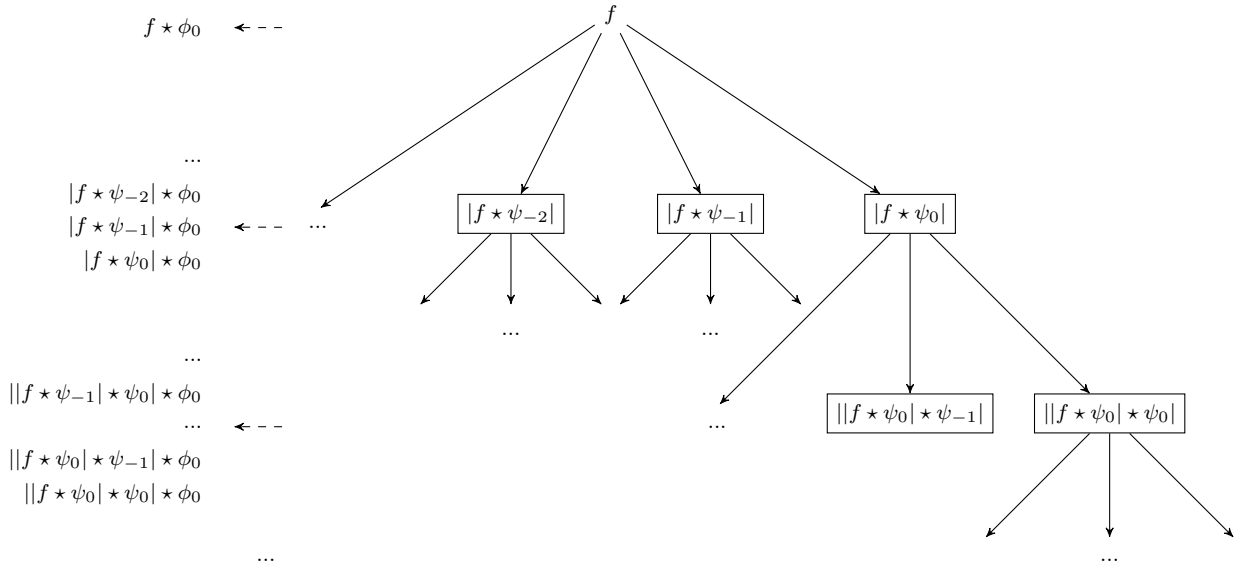 f ⋆ ϕ₀
f
...
|f ⋆ ψ₋₂| ⋆ ϕ₀
|f ⋆ ψ₋₁| ⋆ ϕ₀
|f ⋆ ψ₀| ⋆ ϕ₀
...
|f ⋆ ψ₋₂|
|f ⋆ ψ₋₁|
|f ⋆ ψ₀|
...
...
...
||f ⋆ ψ₋₁| ⋆ ψ₀| ⋆ ϕ₀
...
||f ⋆ ψ₀| ⋆ ψ₋₁| ⋆ ϕ₀
||f ⋆ ψ₀| ⋆ ψ₀| ⋆ ϕ₀
...
||f ⋆ ψ₀| ⋆ ψ₋₁|
||f ⋆ ψ₀| ⋆ ψ₀|
...
...